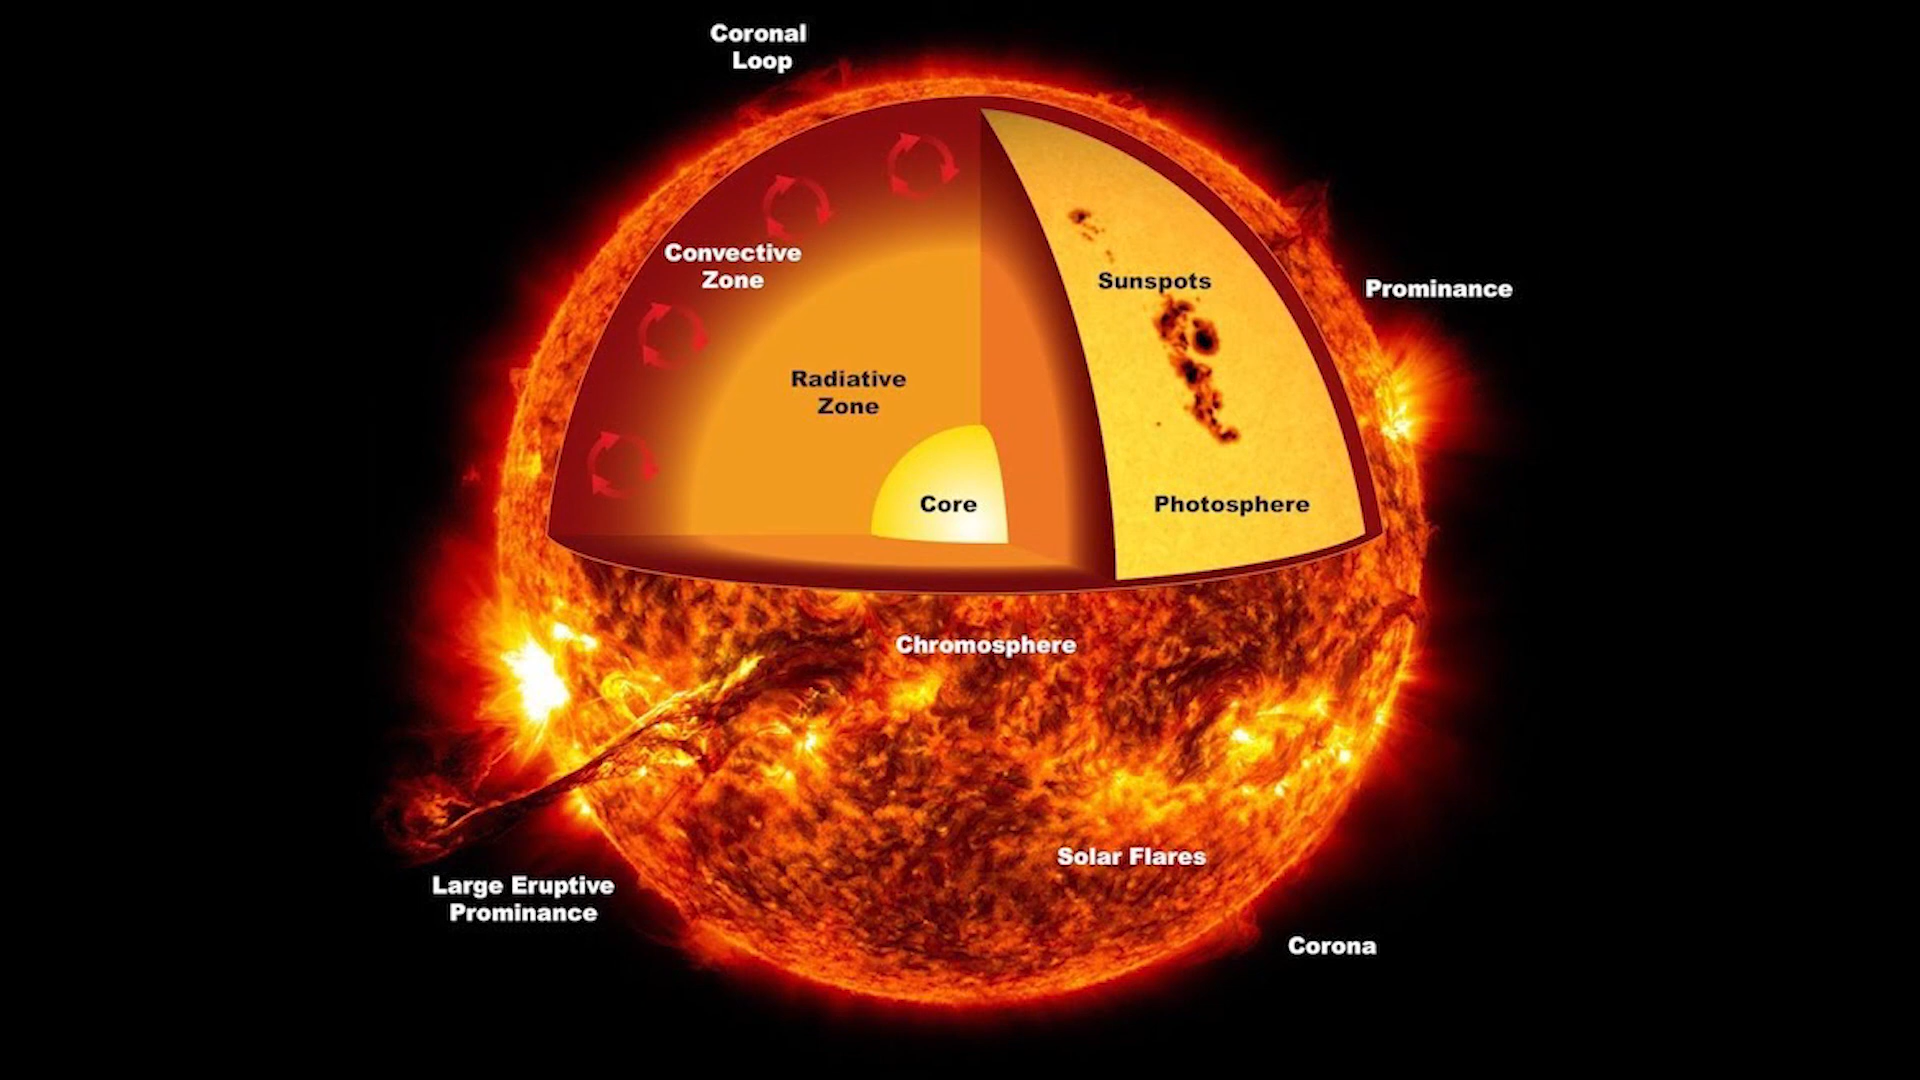 Coronal
Loop
Convective
Zone
Sunspots
Prominance
Radiative
Zone
Core
Photosphere
Chromosphere
Solar Flares
Large Eruptive
Prominance
Corona